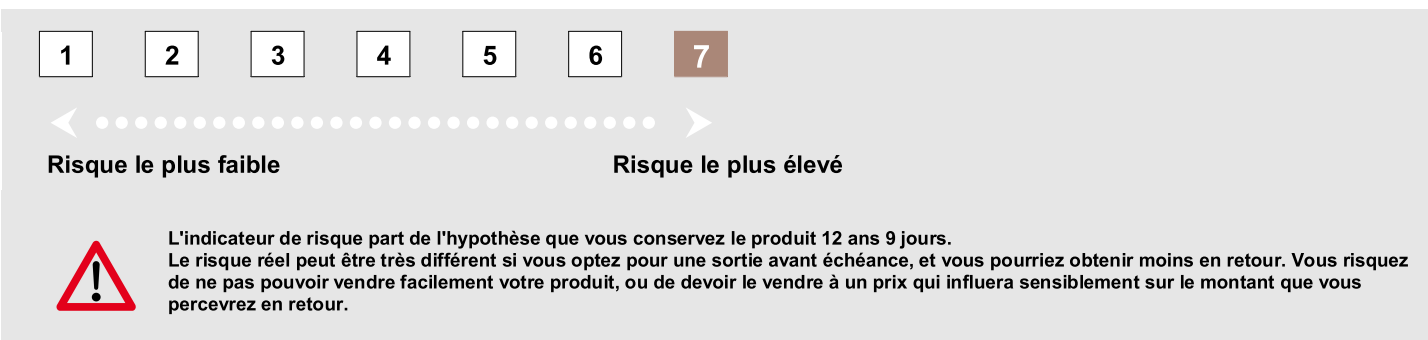 1 2 3 4 5 6 7
Risque le plus faible Risque le plus élevé
L'indicateur de risque part de l'hypothèse que vous conservez le produit 12 ans 9 jours.
Le risque réel peut être très différent si vous optez pour une sortie avant échéance, et vous pourriez obtenir moins en retour. Vous risquez
de ne pas pouvoir vendre facilement votre produit, ou de devoir le vendre à un prix qui influera sensiblement sur le montant que vous
percevrez en retour.